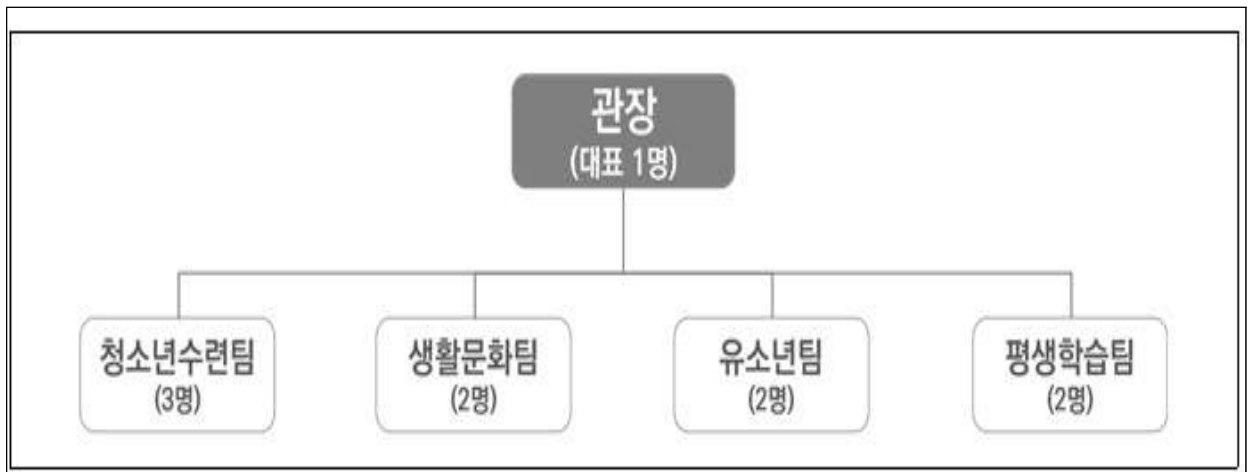 관장
(대표 1명)
청소년수련팀
(3명)
생활문화팀
(2명)
유소년팀
(2명)
평생학습팀
(2명)